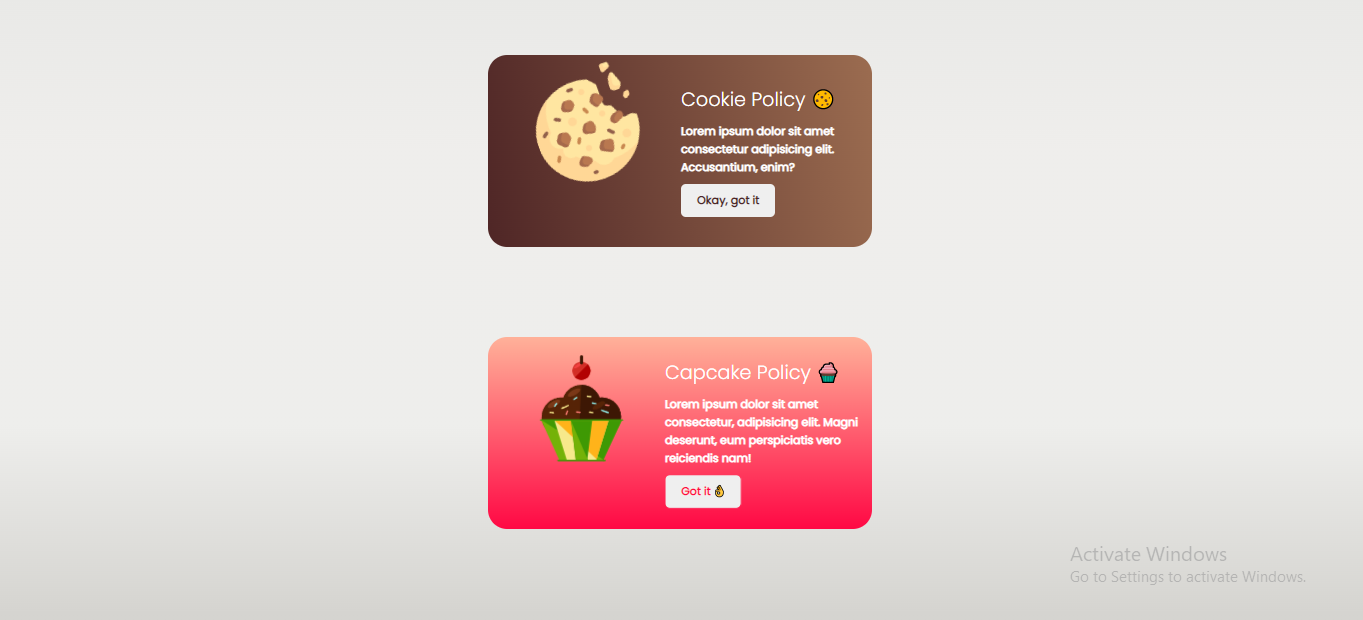 Cookie Policy 🍪
Lorem ipsum dolor sit amet
consectetur adipisicing elit.
Accusantium, enim?
Okay, got it
Capcake Policy 🧁
Lorem ipsum dolor sit amet
consectetur, adipisicing elit. Magni
deserunt, eum perspiciatis vero
reiciendis nam!
Got it 👌
Activate Windows
Go to Settings to activate Windows.